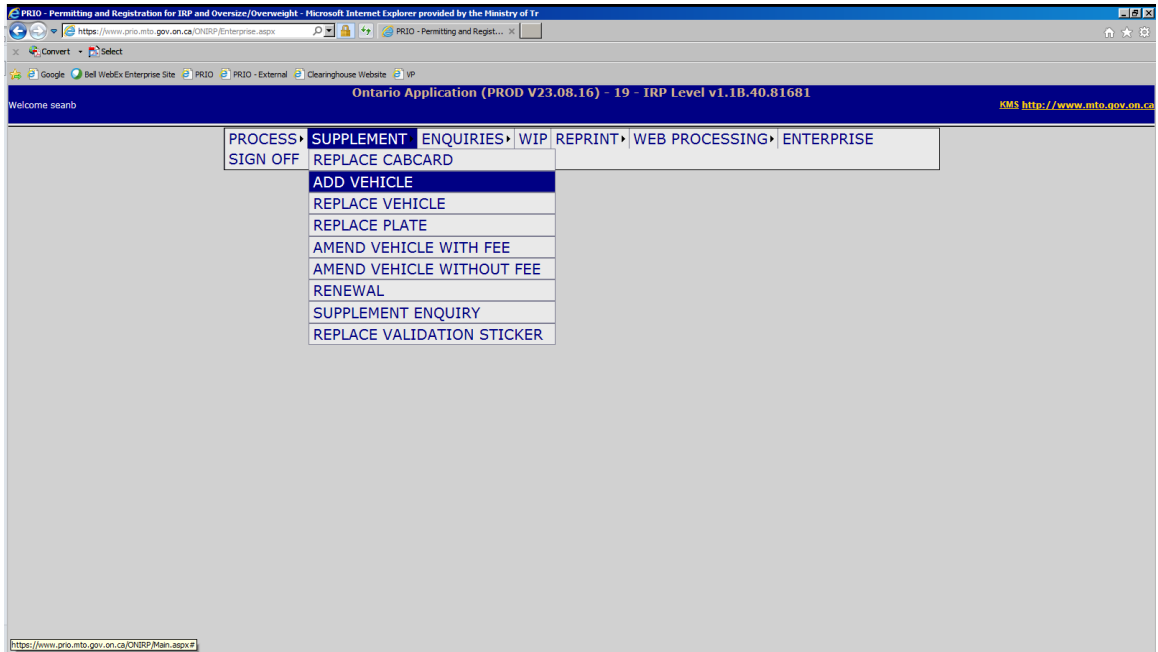 PRIO - Permitting and Registration for IRP and Oversize/Overweight - Microsoft Internet Explorer provided by the Ministry of Tr
https://www.prio.mto.gov.on.ca/ONIRP/Enterprise.aspx PRIO - Permitting and Regist... ×
x Convert Select
Google Bell WebEx Enterprise Site PRIO PRIO - External Clearinghouse Website VP
Ontario Application (PROD V23.08.16) - 19 - IRP Level v1.1B.40.81681
Welcome seanb KMS http://www.mto.gov.on.ca
PROCESS SUPPLEMENT ENQUIRIES WIP REPRINT WEB PROCESSING ENTERPRISE
SIGN OFF REPLACE CABCARD
ADD VEHICLE
REPLACE VEHICLE
REPLACE PLATE
AMEND VEHICLE WITH FEE
AMEND VEHICLE WITHOUT FEE
RENEWAL
SUPPLEMENT ENQUIRY
REPLACE VALIDATION STICKER
https://www.prio.mto.gov.on.ca/ONIRP/Main.aspx#